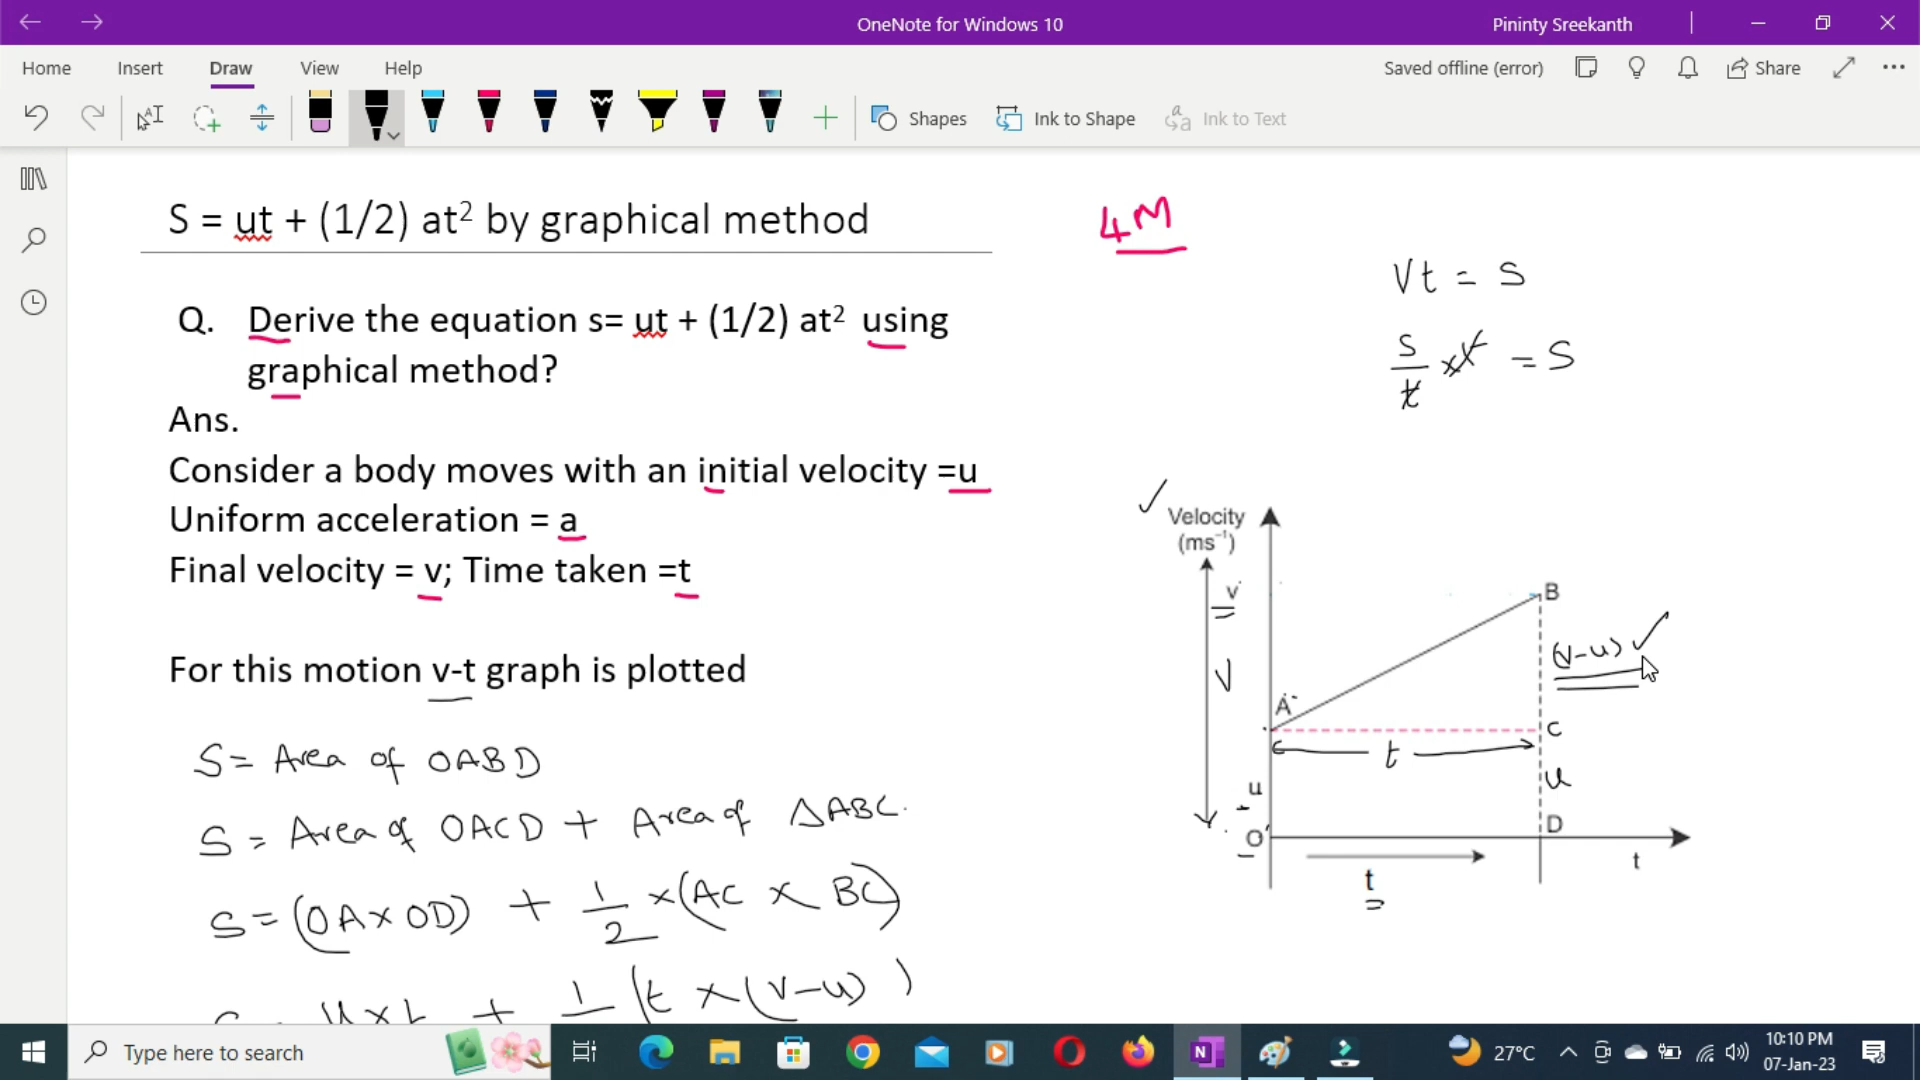 OneNote for Windows 10
Pininty Sreekanth
Home Insert Draw View Help
Saved offline (error)
Share
Shapes
Ink to Shape
Ink to Text
S = ut + (1/2) at² by graphical method
4M
Vt = S
Q. Derive the equation s= ut + (1/2) at² using
graphical method?
s/t × t = S
Ans.
Consider a body moves with an initial velocity =u
Uniform acceleration = a
Final velocity = v; Time taken =t
For this motion v-t graph is plotted
Velocity
(ms⁻¹)
v
B
(v-u)
V
A
C
t
u
u
D
O
t
t
S= Area of OABD
S = Area of OACD + Area of ΔABC.
S= (OA×OD) + 1/2 ×(AC × BC)
u×t + 1 (t ×(v-u))
Type here to search
27°C
10:10 PM
07-Jan-23